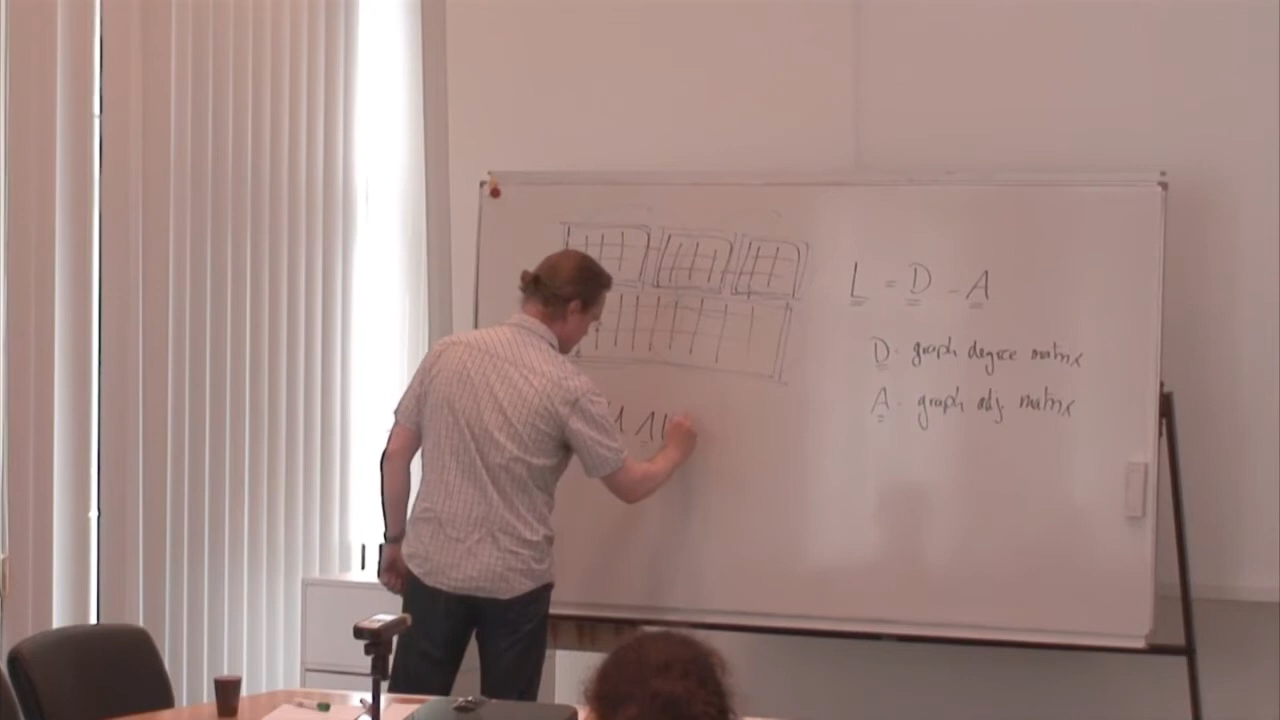 L = D - A
D - graph degree matrix
A - graph adj. matrix